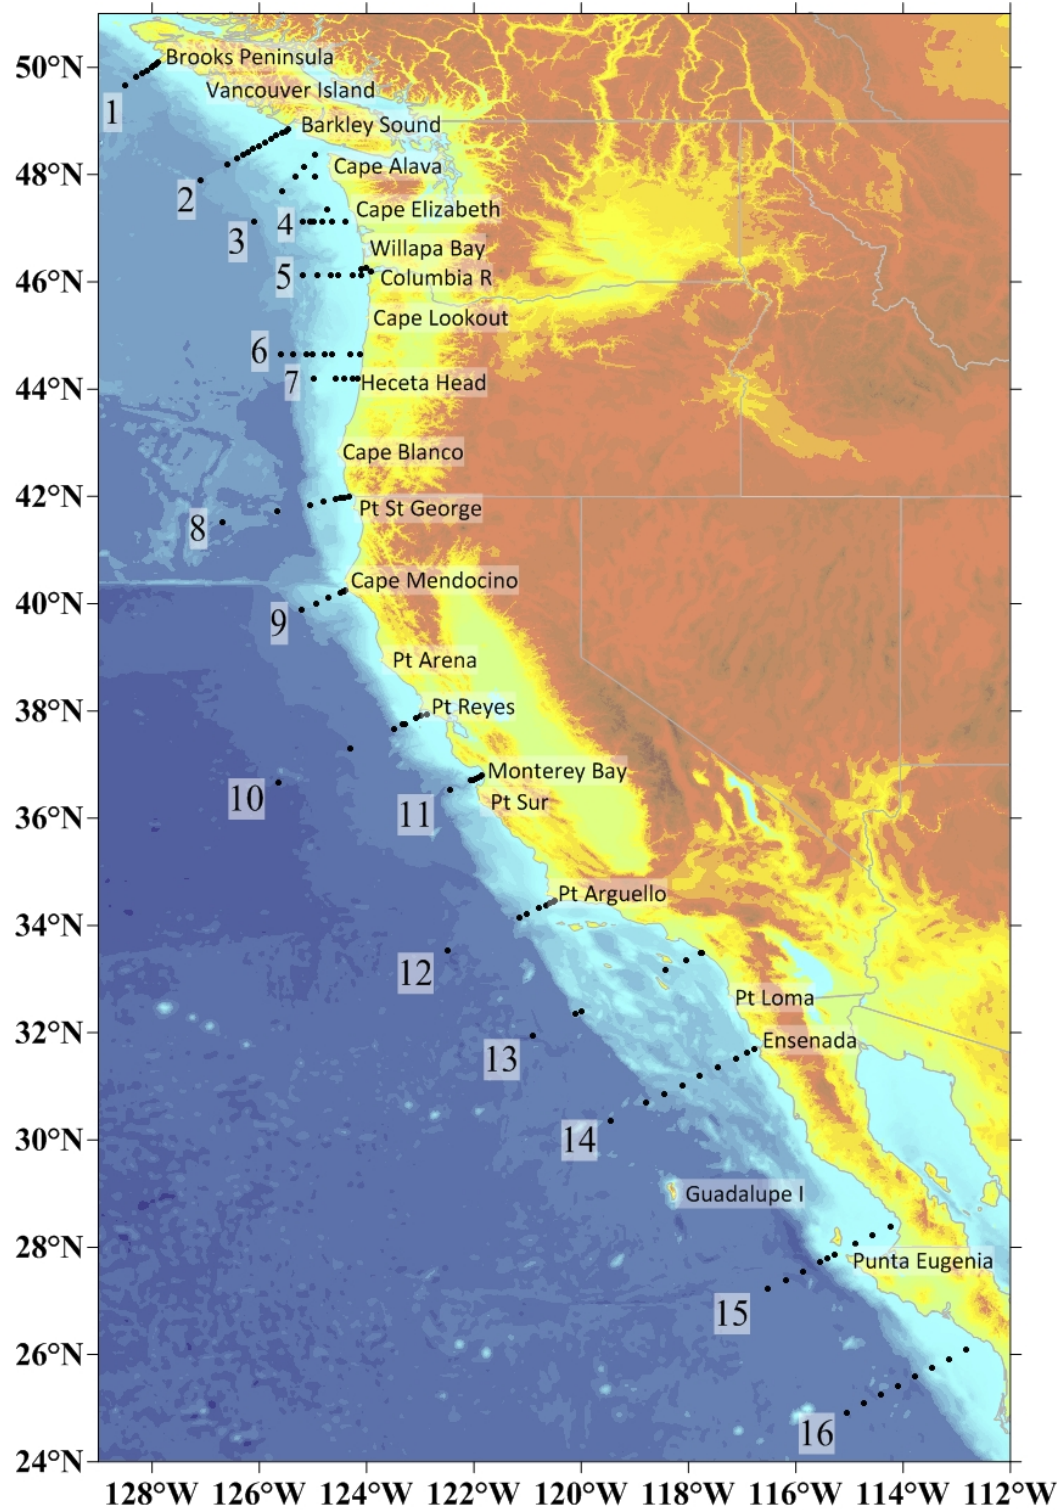 50°N
Brooks Peninsula
Vancouver Island
1
Barkley Sound
48°N
Cape Alava
2
Cape Elizabeth
3
4
Willapa Bay
46°N
5
Columbia R
Cape Lookout
6
44°N
7
Heceta Head
Cape Blanco
42°N
Pt St George
8
Cape Mendocino
40°N
9
Pt Arena
38°N
Pt Reyes
Monterey Bay
10
Pt Sur
36°N
11
Pt Arguello
34°N
12
Pt Loma
32°N
Ensenada
13
30°N
14
Guadalupe I
28°N
Punta Eugenia
15
26°N
16
24°N
128°W 126°W 124°W 122°W 120°W 118°W 116°W 114°W 112°W